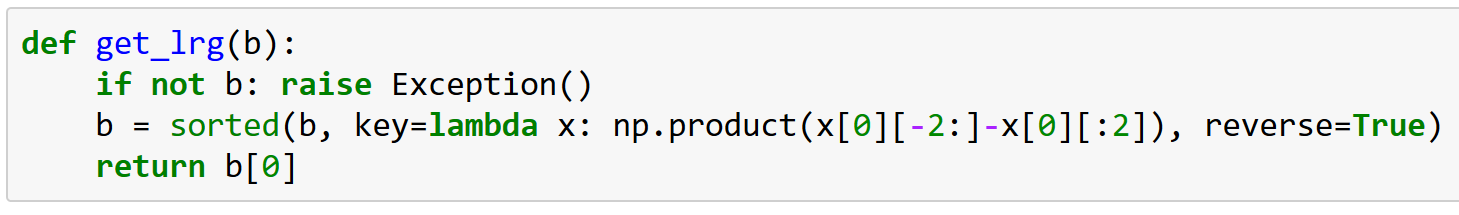 def get_lrg(b):
    if not b: raise Exception()
    b = sorted(b, key=lambda x: np.product(x[0][-2:]-x[0][:2]), reverse=True)
    return b[0]